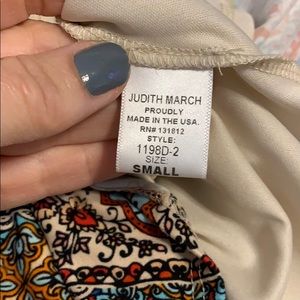 JUDITH MARCH
PROUDLY
MADE IN THE USA.
RN# 131812
STYLE:
1198D-2
SIZE:
SMALL